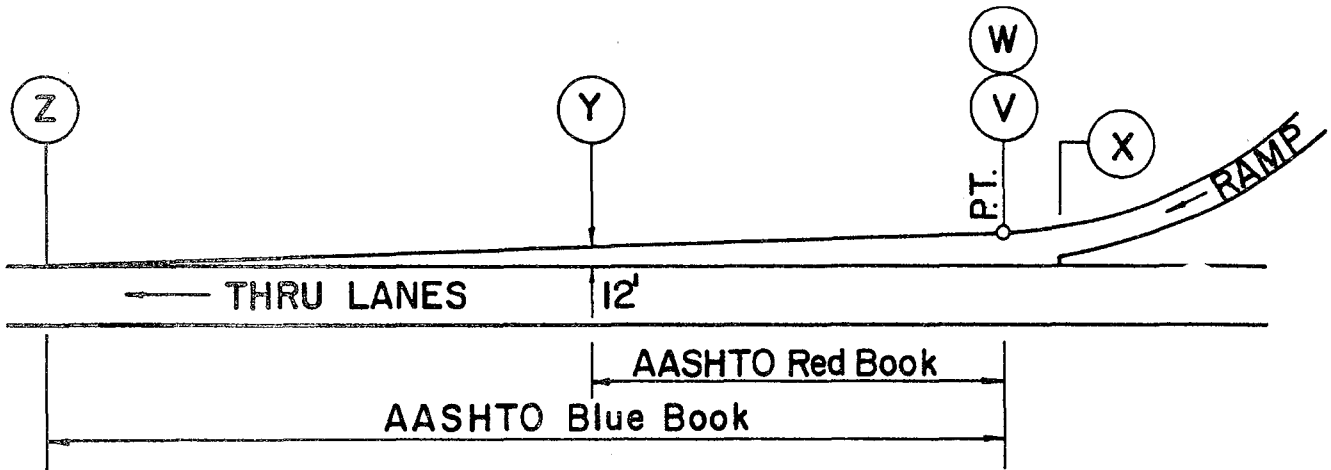 W
Z
Y
V
X
P.T.
RAMP
THRU LANES
12'
AASHTO Red Book
AASHTO Blue Book